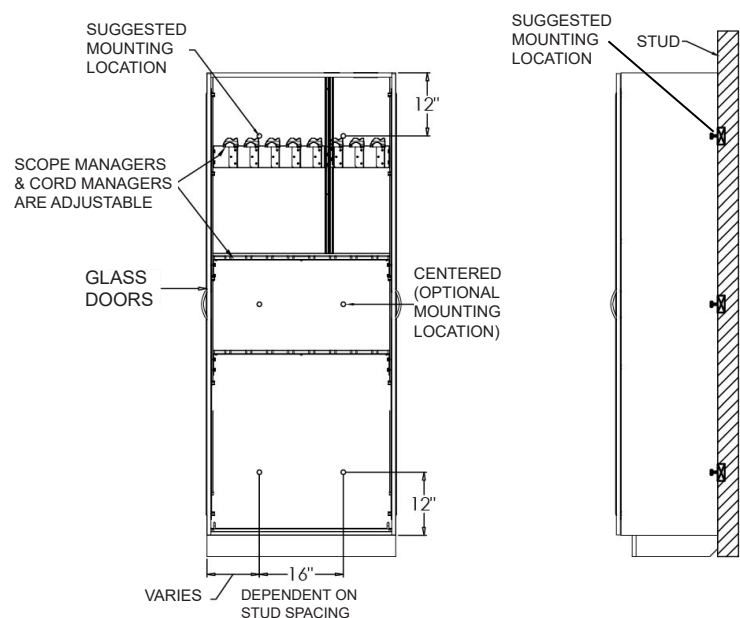 SUGGESTED
MOUNTING
LOCATION
12"
SCOPE MANAGERS
& CORD MANAGERS
ARE ADJUSTABLE
GLASS
DOORS
CENTERED
(OPTIONAL
MOUNTING
LOCATION)
12"
16"
VARIES
DEPENDENT ON
STUD SPACING
SUGGESTED
MOUNTING
LOCATION
STUD